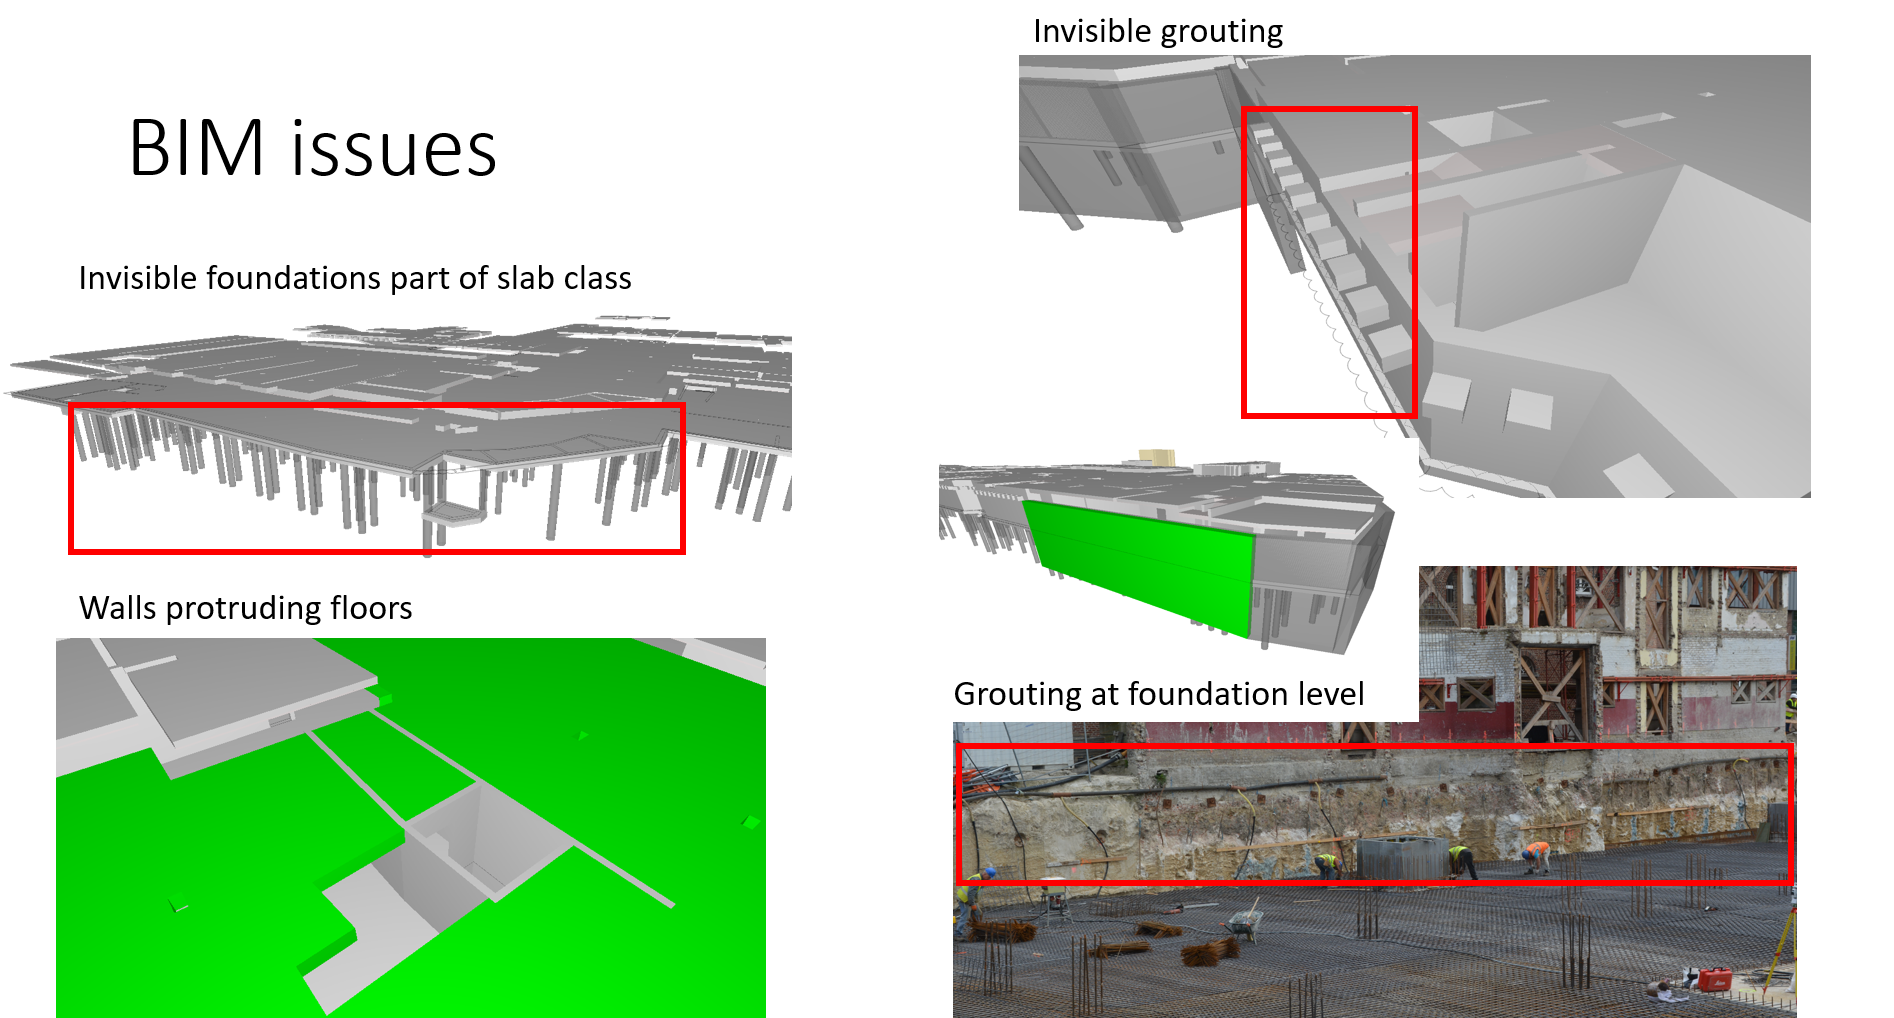 BIM issues
Invisible foundations part of slab class
Walls protruding floors
Invisible grouting
Grouting at foundation level